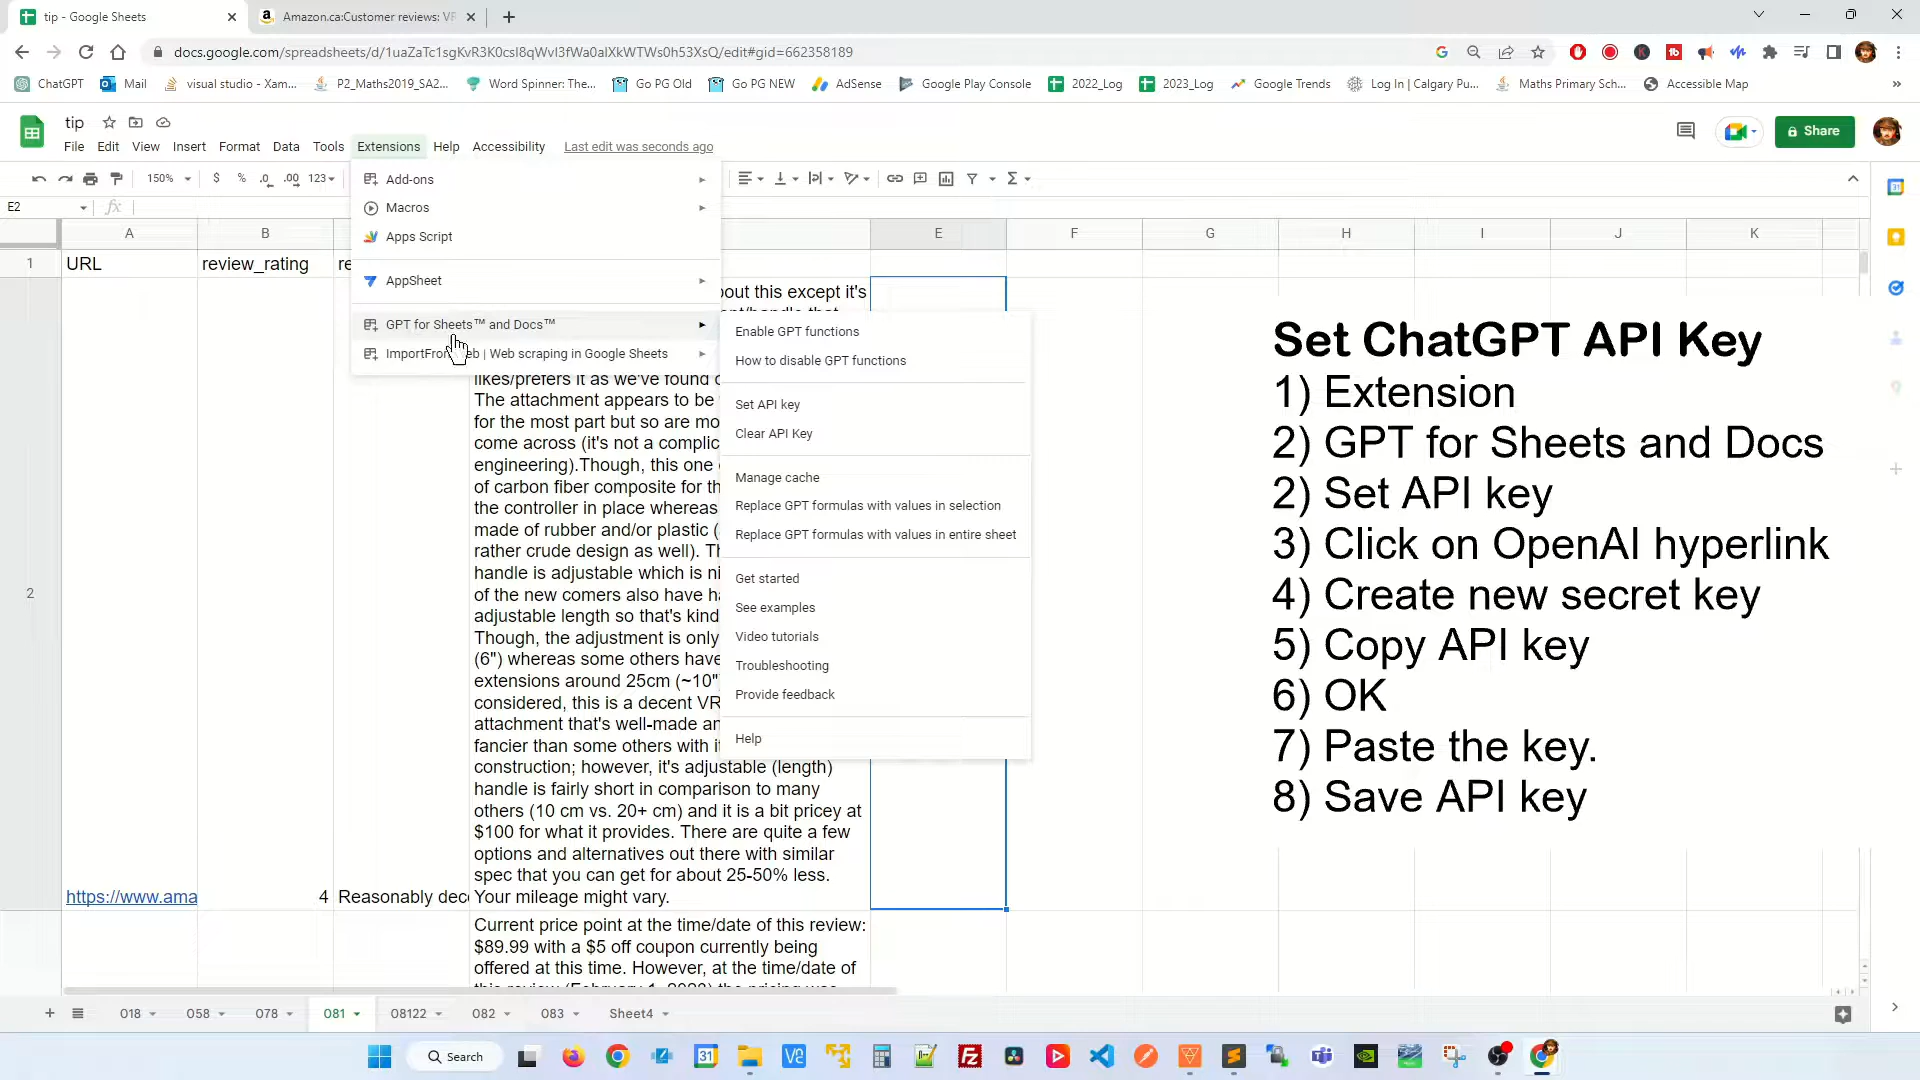 tip - Google Sheets
Amazon.ca:Customer reviews: VR
docs.google.com/spreadsheets/d/1uaZaTc1sgKvR3K0csI8qWvI3fWa0aIXkWTWs0h53XsQ/edit#gid=662358189
ChatGPT
Mail
visual studio - Xam...
P2_Maths2019_SA2...
Word Spinner: The...
Go PG Old
Go PG NEW
AdSense
Google Play Console
2022_Log
2023_Log
Google Trends
Log In | Calgary Pu...
Maths Primary Sch...
Accessible Map
tip
File Edit View Insert Format Data Tools Extensions Help Accessibility Last edit was seconds ago
Share
150% $ % .0 .00 123
E2
A B E F G H I J K
1 URL review_rating re
Add-ons
Macros
Apps Script
AppSheet
GPT for Sheets™ and Docs™
ImportFrom eb | Web scraping in Google Sheets
Enable GPT functions
How to disable GPT functions
Set API key
Clear API Key
Manage cache
Replace GPT formulas with values in selection
Replace GPT formulas with values in entire sheet
Get started
See examples
Video tutorials
Troubleshooting
Provide feedback
Help
2
out this except it's
likes/prefers it as we've found
The attachment appears to be
for the most part but so are mo
come across (it's not a complic
engineering).Though, this one
of carbon fiber composite for th
the controller in place whereas
made of rubber and/or plastic (
rather crude design as well). Th
handle is adjustable which is ni
of the new comers also have ha
adjustable length so that's kind
Though, the adjustment is only
(6") whereas some others have
extensions around 25cm (~10"
considered, this is a decent VR
attachment that's well-made an
fancier than some others with it
construction; however, it's adjustable (length)
handle is fairly short in comparison to many
others (10 cm vs. 20+ cm) and it is a bit pricey at
$100 for what it provides. There are quite a few
options and alternatives out there with similar
spec that you can get for about 25-50% less.
https://www.ama 4 Reasonably dec Your mileage might vary.
Current price point at the time/date of this review:
$89.99 with a $5 off coupon currently being
offered at this time. However, at the time/date of
Set ChatGPT API Key
1) Extension
2) GPT for Sheets and Docs
2) Set API key
3) Click on OpenAI hyperlink
4) Create new secret key
5) Copy API key
6) OK
7) Paste the key.
8) Save API key
018 058 078 081 08122 082 083 Sheet4
Search